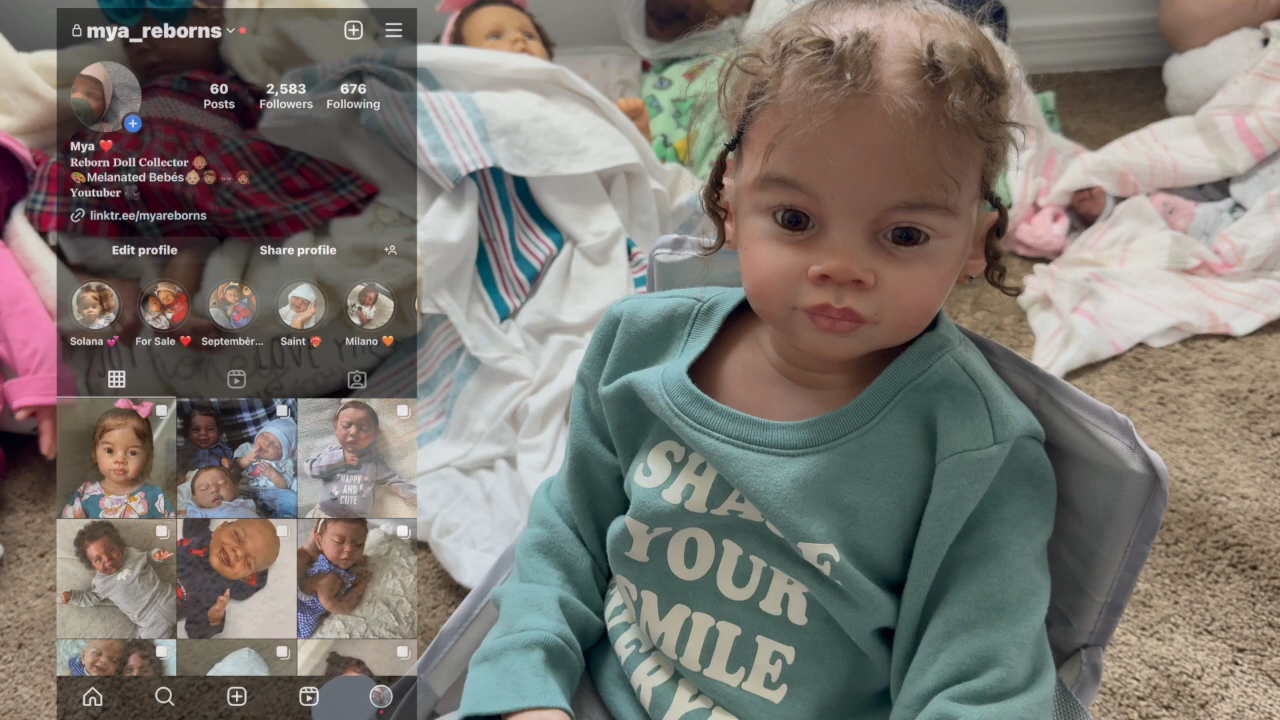 mya_reborns
60
2,583
676
Posts
Followers
Following
Mya ❤️
Reborn Doll Collector
Melanated Bebés
Youtuber
linktr.ee/myareborns
Edit profile
Share profile
Solana 💕
For Sale ❤️
Septembér...
Saint
Milano 🧡
HAPPY
AND
CUTE
SHARE
YOUR
SMILE